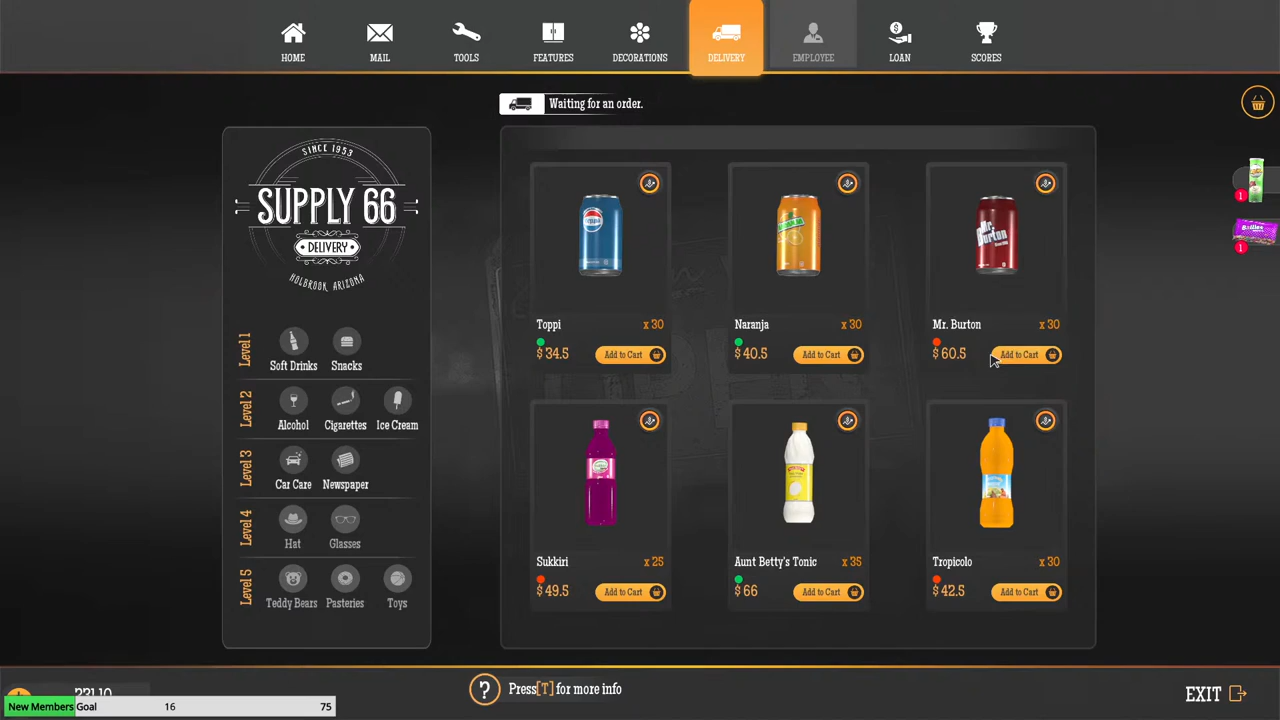 HOME
MAIL
TOOLS
FEATURES
DECORATIONS
DELIVERY
EMPLOYEE
LOAN
SCORES
Waiting for an order.
SINCE 1953
SUPPLY 66
DELIVERY
HOLBROOK, ARIZONA
Level 1
Soft Drinks
Snacks
Level 2
Alcohol
Cigarettes
Ice Cream
Level 3
Car Care
Newspaper
Level 4
Hat
Glasses
Level 5
Teddy Bears
Pasteries
Toys
Toppi x 30
$ 34.5 Add to Cart
Naranja x 30
$ 40.5 Add to Cart
Mr. Burton
Mr. Burton x 30
$ 60.5 Add to Cart
Sukkiri x 25
$ 49.5 Add to Cart
Aunt Betty's Tonic x 35
$ 66 Add to Cart
Tropicolo x 30
$ 42.5 Add to Cart
1
1
New Members Goal 16 75
? Press[T] for more info
EXIT